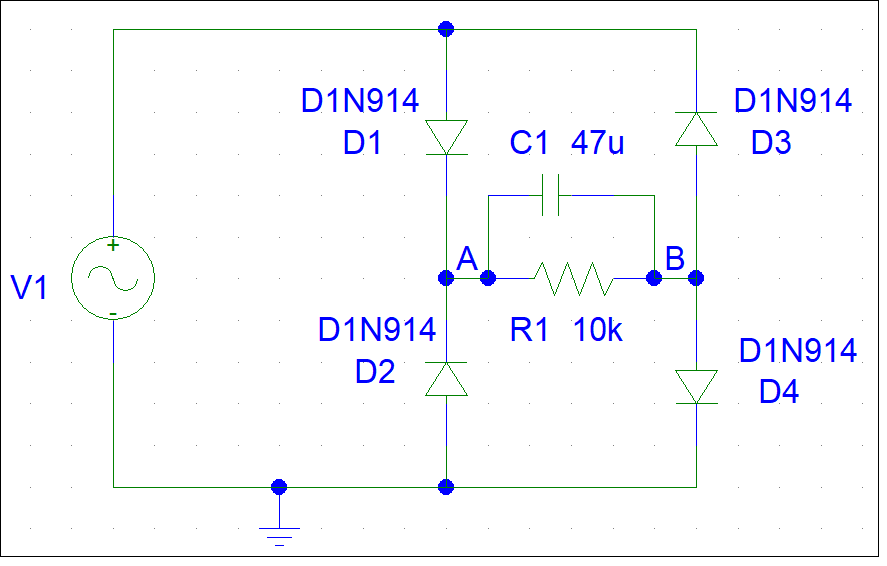 D1N914
D1
D1N914
D3
C1 47u
+
V1
-
A
B
D1N914
D2
R1 10k
D1N914
D4